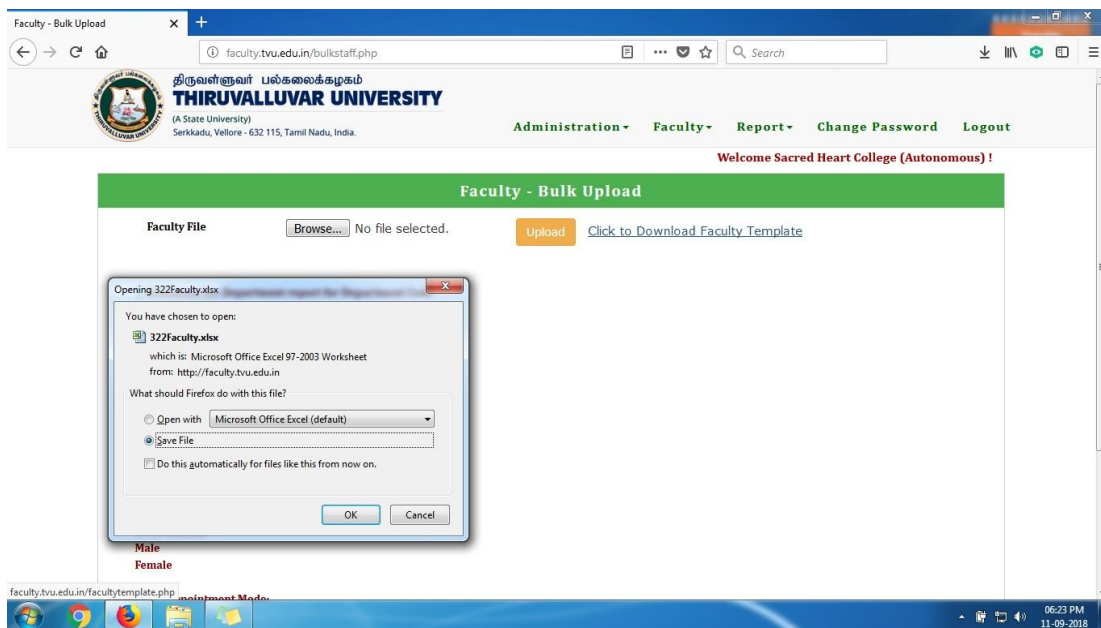 Faculty - Bulk Upload
faculty.tvu.edu.in/bulkstaff.php
Search
திருவள்ளுவர் பல்கலைக்கழகம்
THIRUVALLUVAR UNIVERSITY
(A State University)
Serkkadu, Vellore - 632 115, Tamil Nadu, India.
Administration Faculty Report Change Password Logout
Welcome Sacred Heart College (Autonomous) !
Faculty - Bulk Upload
Faculty File Browse... No file selected. Upload Click to Download Faculty Template
Opening 322Faculty.xlsx
You have chosen to open:
322Faculty.xlsx
which is: Microsoft Office Excel 97-2003 Worksheet
from: http://faculty.tvu.edu.in
What should Firefox do with this file?
Open with Microsoft Office Excel (default)
Save File
Do this automatically for files like this from now on.
OK Cancel
Male
Female
faculty.tvu.edu.in/facultytemplate.php
Mode:
06:23 PM
11-09-2018